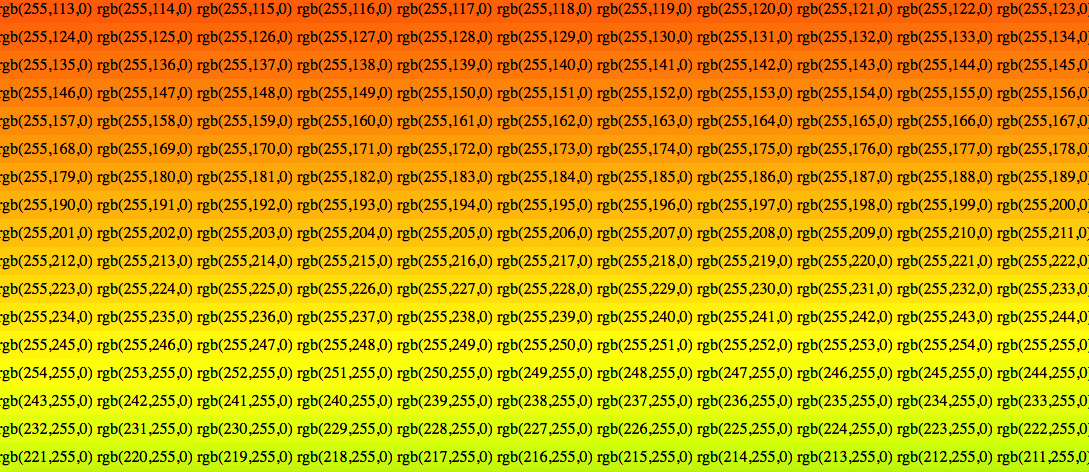 rgb(255,113,0) rgb(255,114,0) rgb(255,115,0) rgb(255,116,0) rgb(255,117,0) rgb(255,118,0) rgb(255,119,0) rgb(255,120,0) rgb(255,121,0) rgb(255,122,0) rgb(255,123,0)
rgb(255,124,0) rgb(255,125,0) rgb(255,126,0) rgb(255,127,0) rgb(255,128,0) rgb(255,129,0) rgb(255,130,0) rgb(255,131,0) rgb(255,132,0) rgb(255,133,0) rgb(255,134,0)
rgb(255,135,0) rgb(255,136,0) rgb(255,137,0) rgb(255,138,0) rgb(255,139,0) rgb(255,140,0) rgb(255,141,0) rgb(255,142,0) rgb(255,143,0) rgb(255,144,0) rgb(255,145,0)
rgb(255,146,0) rgb(255,147,0) rgb(255,148,0) rgb(255,149,0) rgb(255,150,0) rgb(255,151,0) rgb(255,152,0) rgb(255,153,0) rgb(255,154,0) rgb(255,155,0) rgb(255,156,0)
rgb(255,157,0) rgb(255,158,0) rgb(255,159,0) rgb(255,160,0) rgb(255,161,0) rgb(255,162,0) rgb(255,163,0) rgb(255,164,0) rgb(255,165,0) rgb(255,166,0) rgb(255,167,0)
rgb(255,168,0) rgb(255,169,0) rgb(255,170,0) rgb(255,171,0) rgb(255,172,0) rgb(255,173,0) rgb(255,174,0) rgb(255,175,0) rgb(255,176,0) rgb(255,177,0) rgb(255,178,0)
rgb(255,179,0) rgb(255,180,0) rgb(255,181,0) rgb(255,182,0) rgb(255,183,0) rgb(255,184,0) rgb(255,185,0) rgb(255,186,0) rgb(255,187,0) rgb(255,188,0) rgb(255,189,0)
rgb(255,190,0) rgb(255,191,0) rgb(255,192,0) rgb(255,193,0) rgb(255,194,0) rgb(255,195,0) rgb(255,196,0) rgb(255,197,0) rgb(255,198,0) rgb(255,199,0) rgb(255,200,0)
rgb(255,201,0) rgb(255,202,0) rgb(255,203,0) rgb(255,204,0) rgb(255,205,0) rgb(255,206,0) rgb(255,207,0) rgb(255,208,0) rgb(255,209,0) rgb(255,210,0) rgb(255,211,0)
rgb(255,212,0) rgb(255,213,0) rgb(255,214,0) rgb(255,215,0) rgb(255,216,0) rgb(255,217,0) rgb(255,218,0) rgb(255,219,0) rgb(255,220,0) rgb(255,221,0) rgb(255,222,0)
rgb(255,223,0) rgb(255,224,0) rgb(255,225,0) rgb(255,226,0) rgb(255,227,0) rgb(255,228,0) rgb(255,229,0) rgb(255,230,0) rgb(255,231,0) rgb(255,232,0) rgb(255,233,0)
rgb(255,234,0) rgb(255,235,0) rgb(255,236,0) rgb(255,237,0) rgb(255,238,0) rgb(255,239,0) rgb(255,240,0) rgb(255,241,0) rgb(255,242,0) rgb(255,243,0) rgb(255,244,0)
rgb(255,245,0) rgb(255,246,0) rgb(255,247,0) rgb(255,248,0) rgb(255,249,0) rgb(255,250,0) rgb(255,251,0) rgb(255,252,0) rgb(255,253,0) rgb(255,254,0) rgb(255,255,0)
rgb(254,255,0) rgb(253,255,0) rgb(252,255,0) rgb(251,255,0) rgb(250,255,0) rgb(249,255,0) rgb(248,255,0) rgb(247,255,0) rgb(246,255,0) rgb(245,255,0) rgb(244,255,0)
rgb(243,255,0) rgb(242,255,0) rgb(241,255,0) rgb(240,255,0) rgb(239,255,0) rgb(238,255,0) rgb(237,255,0) rgb(236,255,0) rgb(235,255,0) rgb(234,255,0) rgb(233,255,0)
rgb(232,255,0) rgb(231,255,0) rgb(230,255,0) rgb(229,255,0) rgb(228,255,0) rgb(227,255,0) rgb(226,255,0) rgb(225,255,0) rgb(224,255,0) rgb(223,255,0) rgb(222,255,0)
rgb(221,255,0) rgb(220,255,0) rgb(219,255,0) rgb(218,255,0) rgb(217,255,0) rgb(216,255,0) rgb(215,255,0) rgb(214,255,0) rgb(213,255,0) rgb(212,255,0) rgb(211,255,0)